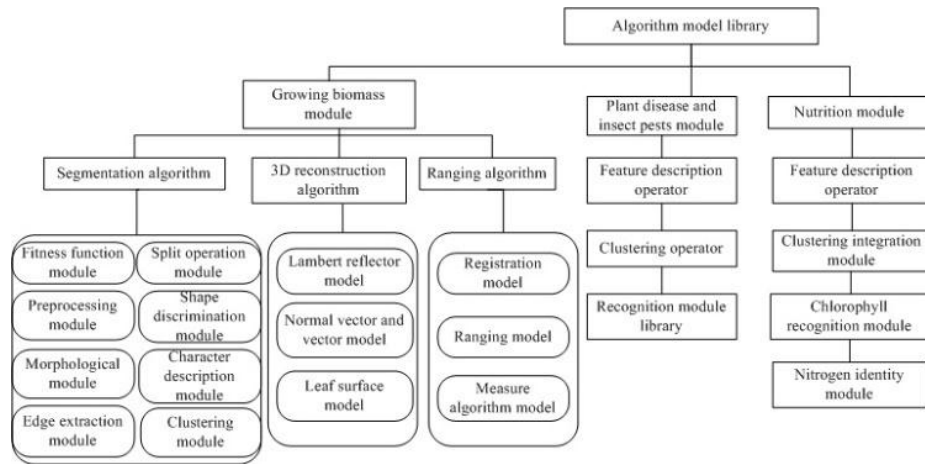 Algorithm model library
Growing biomass
module
Plant disease and
insect pests module
Nutrition module
Segmentation algorithm
3D reconstruction
algorithm
Ranging algorithm
Feature description
operator
Feature description
operator
Fitness function
module
Split operation
module
Preprocessing
module
Shape
discrimination
module
Morphological
module
Character
description
module
Edge extraction
module
Clustering
module
Lambert reflector
model
Normal vector and
vector model
Leaf surface
model
Registration
model
Ranging model
Measure
algorithm model
Clustering operator
Recognition module
library
Clustering integration
module
Chlorophyll
recognition module
Nitrogen identity
module